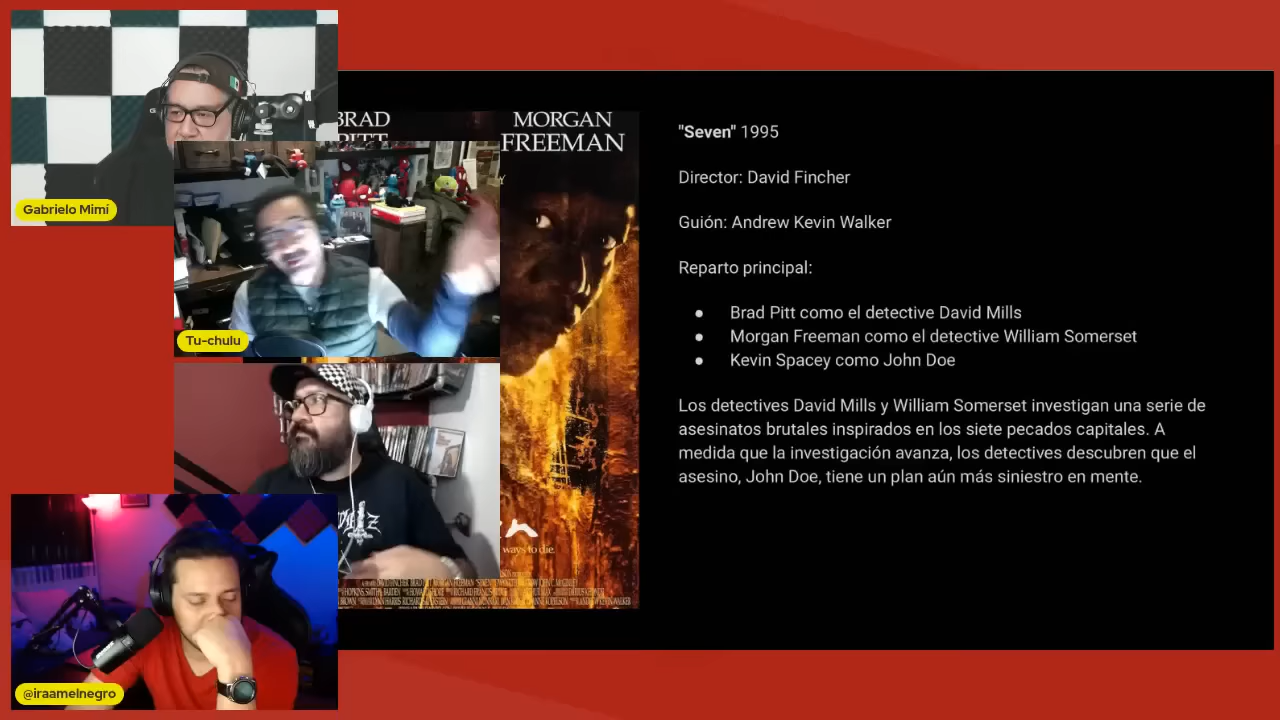 Gabrielo Mimí
Tu-chulu
@iraamelnegro
BRAD
PITT
MORGAN
FREEMAN
ways to die.
"Seven" 1995
Director: David Fincher
Guión: Andrew Kevin Walker
Reparto principal:
● Brad Pitt como el detective David Mills
● Morgan Freeman como el detective William Somerset
● Kevin Spacey como John Doe
Los detectives David Mills y William Somerset investigan una serie de
asesinatos brutales inspirados en los siete pecados capitales. A
medida que la investigación avanza, los detectives descubren que el
asesino, John Doe, tiene un plan aún más siniestro en mente.